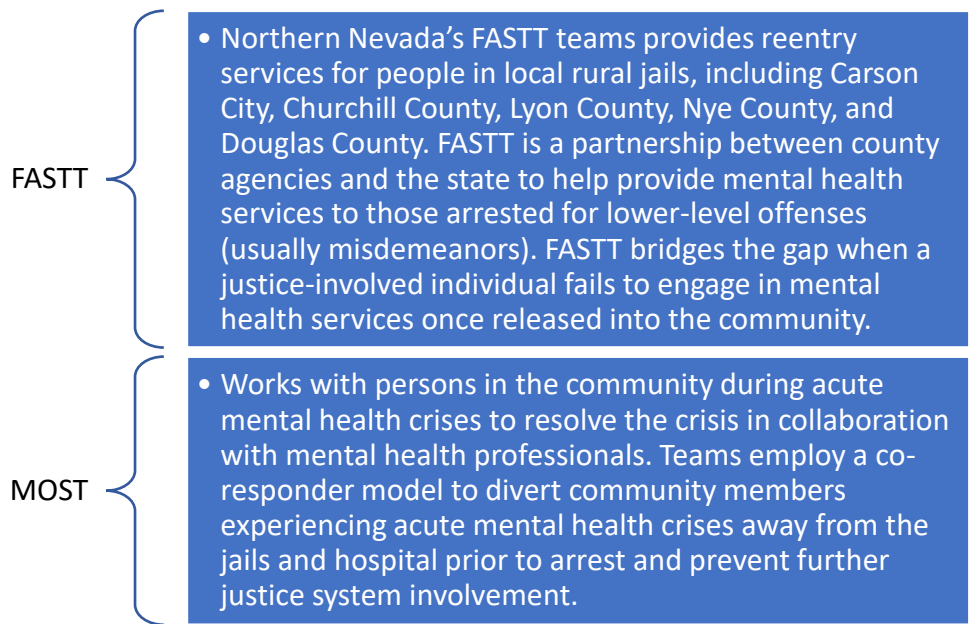 FASTT
• Northern Nevada's FASTT teams provides reentry
services for people in local rural jails, including Carson
City, Churchill County, Lyon County, Nye County, and
Douglas County. FASTT is a partnership between county
agencies and the state to help provide mental health
services to those arrested for lower-level offenses
(usually misdemeanors). FASTT bridges the gap when a
justice-involved individual fails to engage in mental
health services once released into the community.
MOST
• Works with persons in the community during acute
mental health crises to resolve the crisis in collaboration
with mental health professionals. Teams employ a co-
responder model to divert community members
experiencing acute mental health crises away from the
jails and hospital prior to arrest and prevent further
justice system involvement.